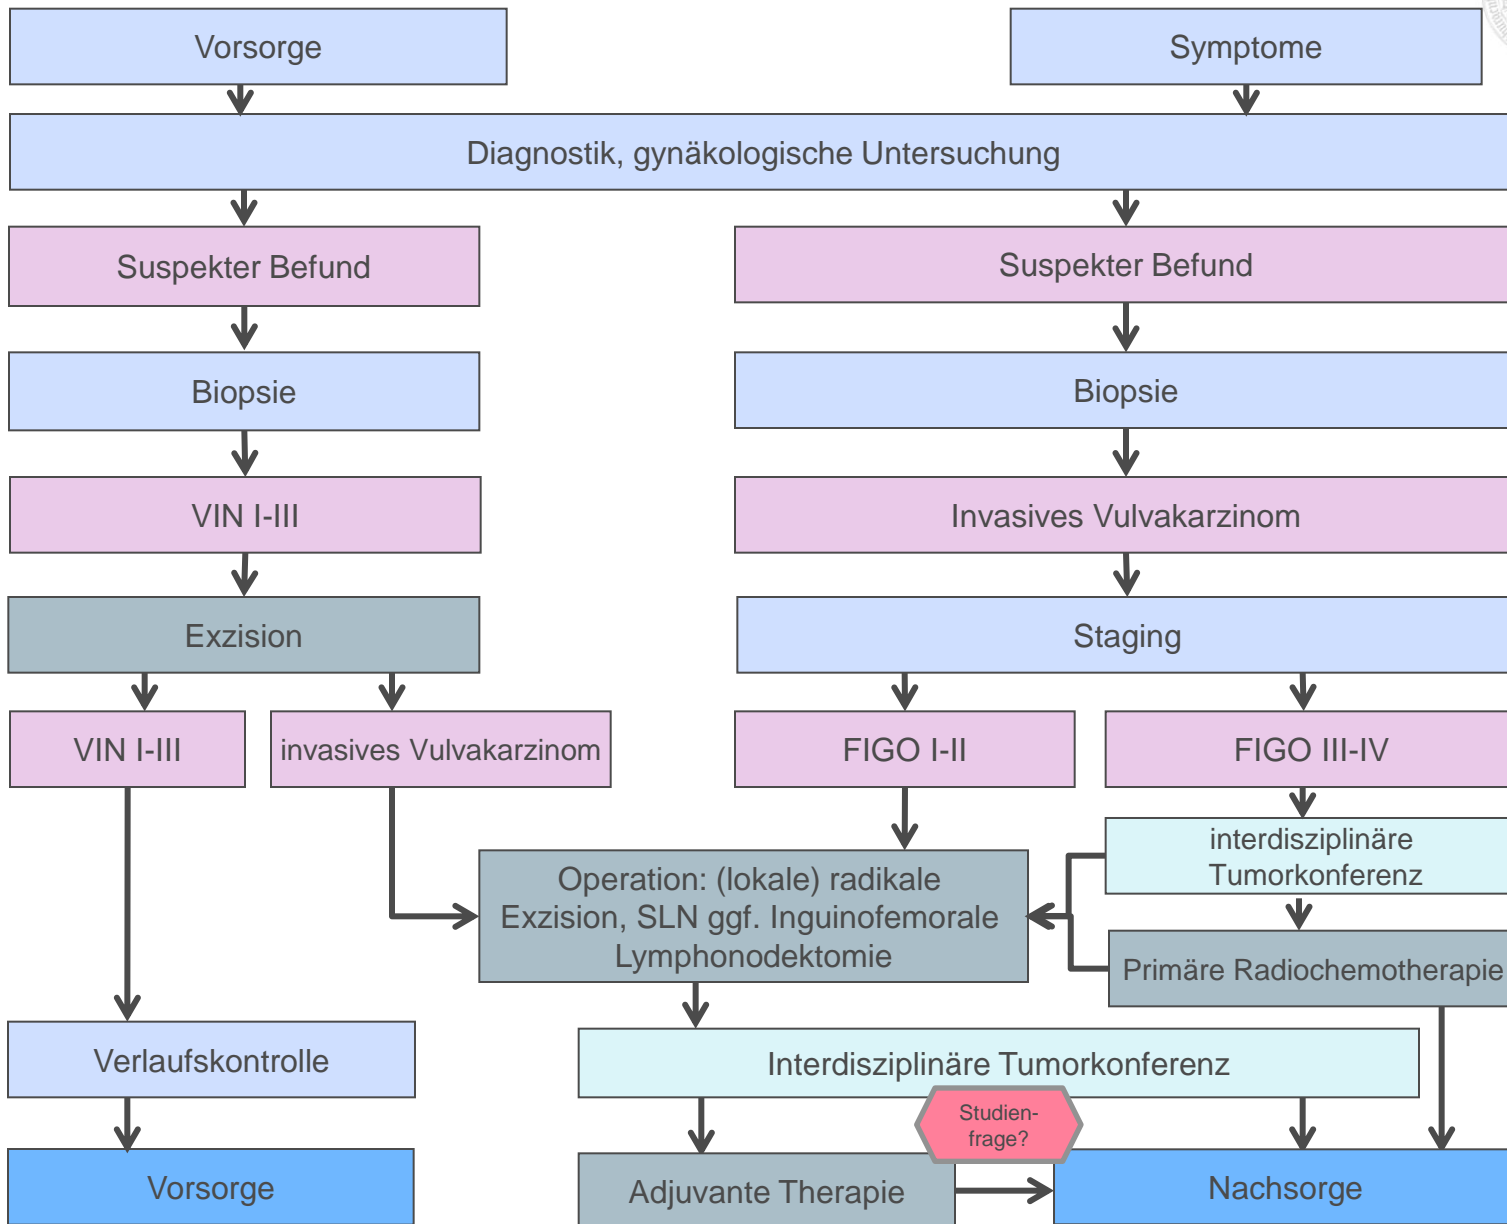 Vorsorge
Symptome
Diagnostik, gynäkologische Untersuchung
Suspekter Befund
Suspekter Befund
Biopsie
Biopsie
VIN I-III
Invasives Vulvakarzinom
Exzision
Staging
VIN I-III
invasives Vulvakarzinom
FIGO I-II
FIGO III-IV
interdisziplinäre
Tumorkonferenz
Operation: (lokale) radikale
Exzision, SLN ggf. Inguinofemorale
Lymphonodektomie
Primäre Radiochemotherapie
Verlaufskontrolle
Interdisziplinäre Tumorkonferenz
Studien-
frage?
Vorsorge
Adjuvante Therapie
Nachsorge